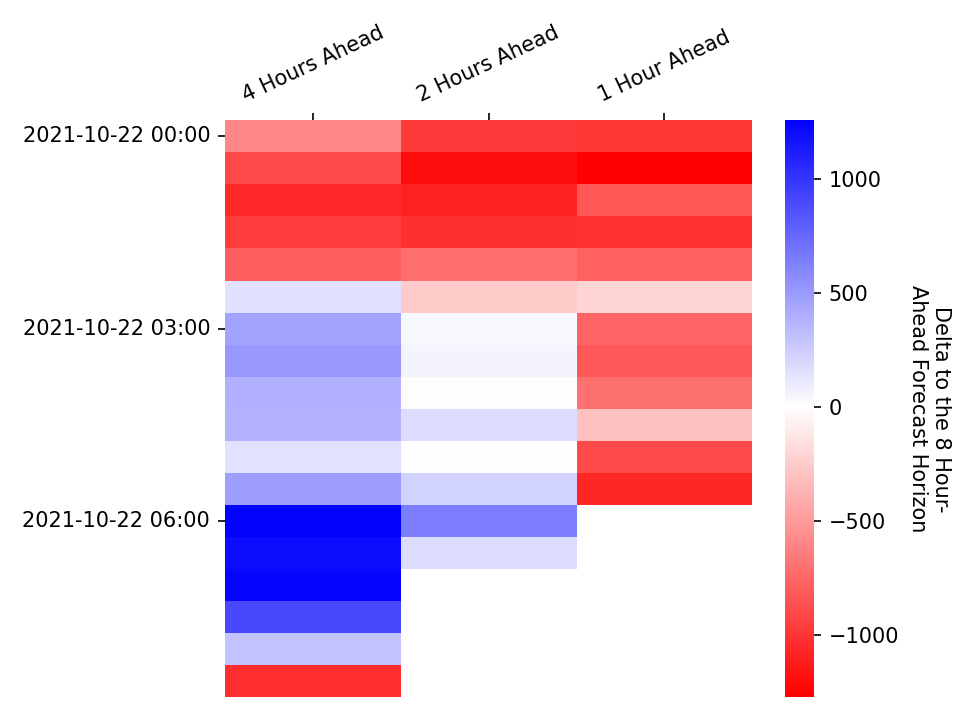 4 Hours Ahead
2 Hours Ahead
1 Hour Ahead
2021-10-22 00:00
2021-10-22 03:00
2021-10-22 06:00
1000
500
0
−500
−1000
Delta to the 8 Hour-
Ahead Forecast Horizon